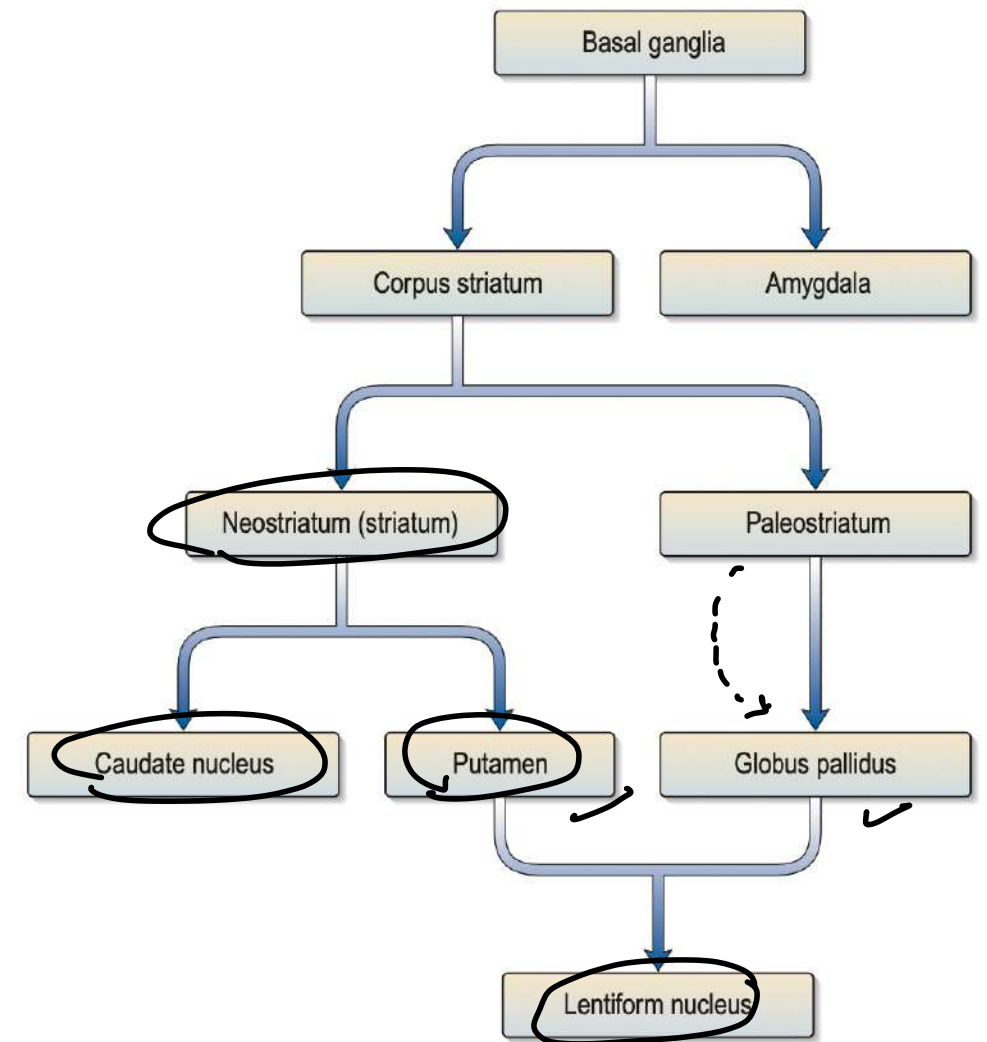 Basal ganglia
Corpus striatum
Amygdala
Neostriatum (striatum)
Paleostriatum
Caudate nucleus
Putamen
Globus pallidus
Lentiform nucleus